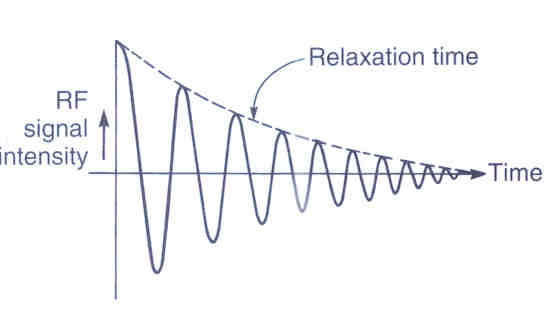 Relaxation time
RF
signal
intensity
Time